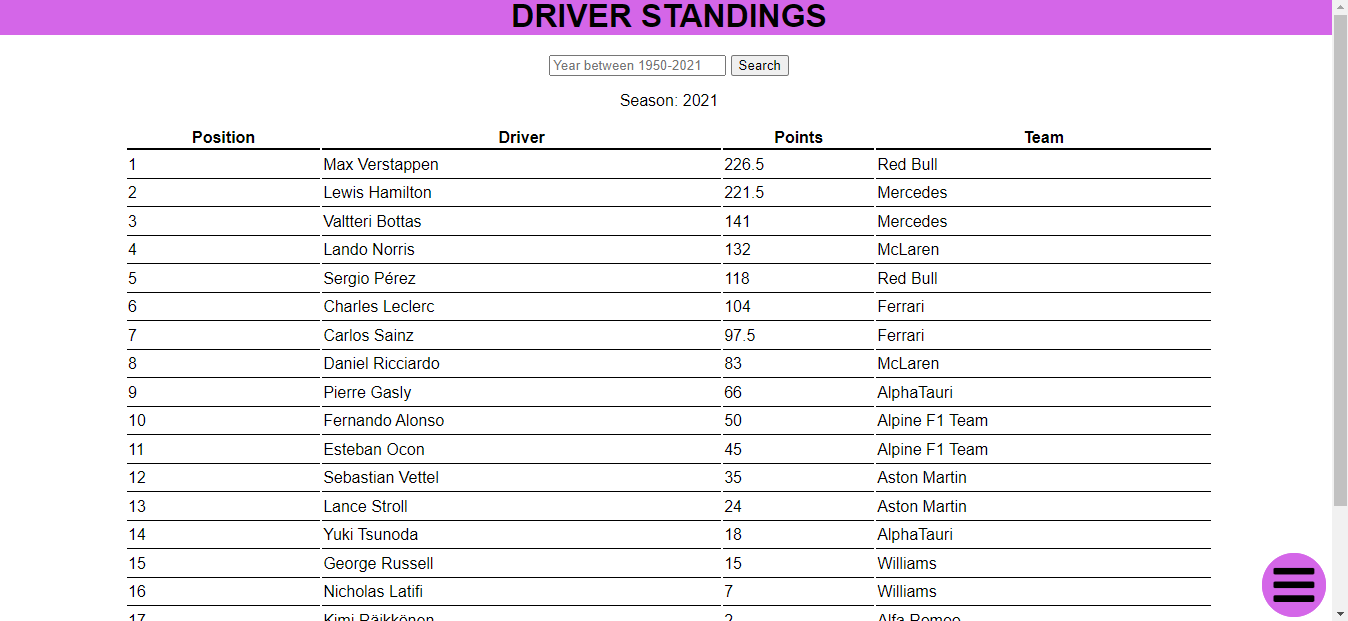 DRIVER STANDINGS
Year between 1950-2021 Search
Season: 2021
Position Driver Points Team
1 Max Verstappen 226.5 Red Bull
2 Lewis Hamilton 221.5 Mercedes
3 Valtteri Bottas 141 Mercedes
4 Lando Norris 132 McLaren
5 Sergio Pérez 118 Red Bull
6 Charles Leclerc 104 Ferrari
7 Carlos Sainz 97.5 Ferrari
8 Daniel Ricciardo 83 McLaren
9 Pierre Gasly 66 AlphaTauri
10 Fernando Alonso 50 Alpine F1 Team
11 Esteban Ocon 45 Alpine F1 Team
12 Sebastian Vettel 35 Aston Martin
13 Lance Stroll 24 Aston Martin
14 Yuki Tsunoda 18 AlphaTauri
15 George Russell 15 Williams
16 Nicholas Latifi 7 Williams
17 Kimi Räikkönen 2 Alfa Romeo